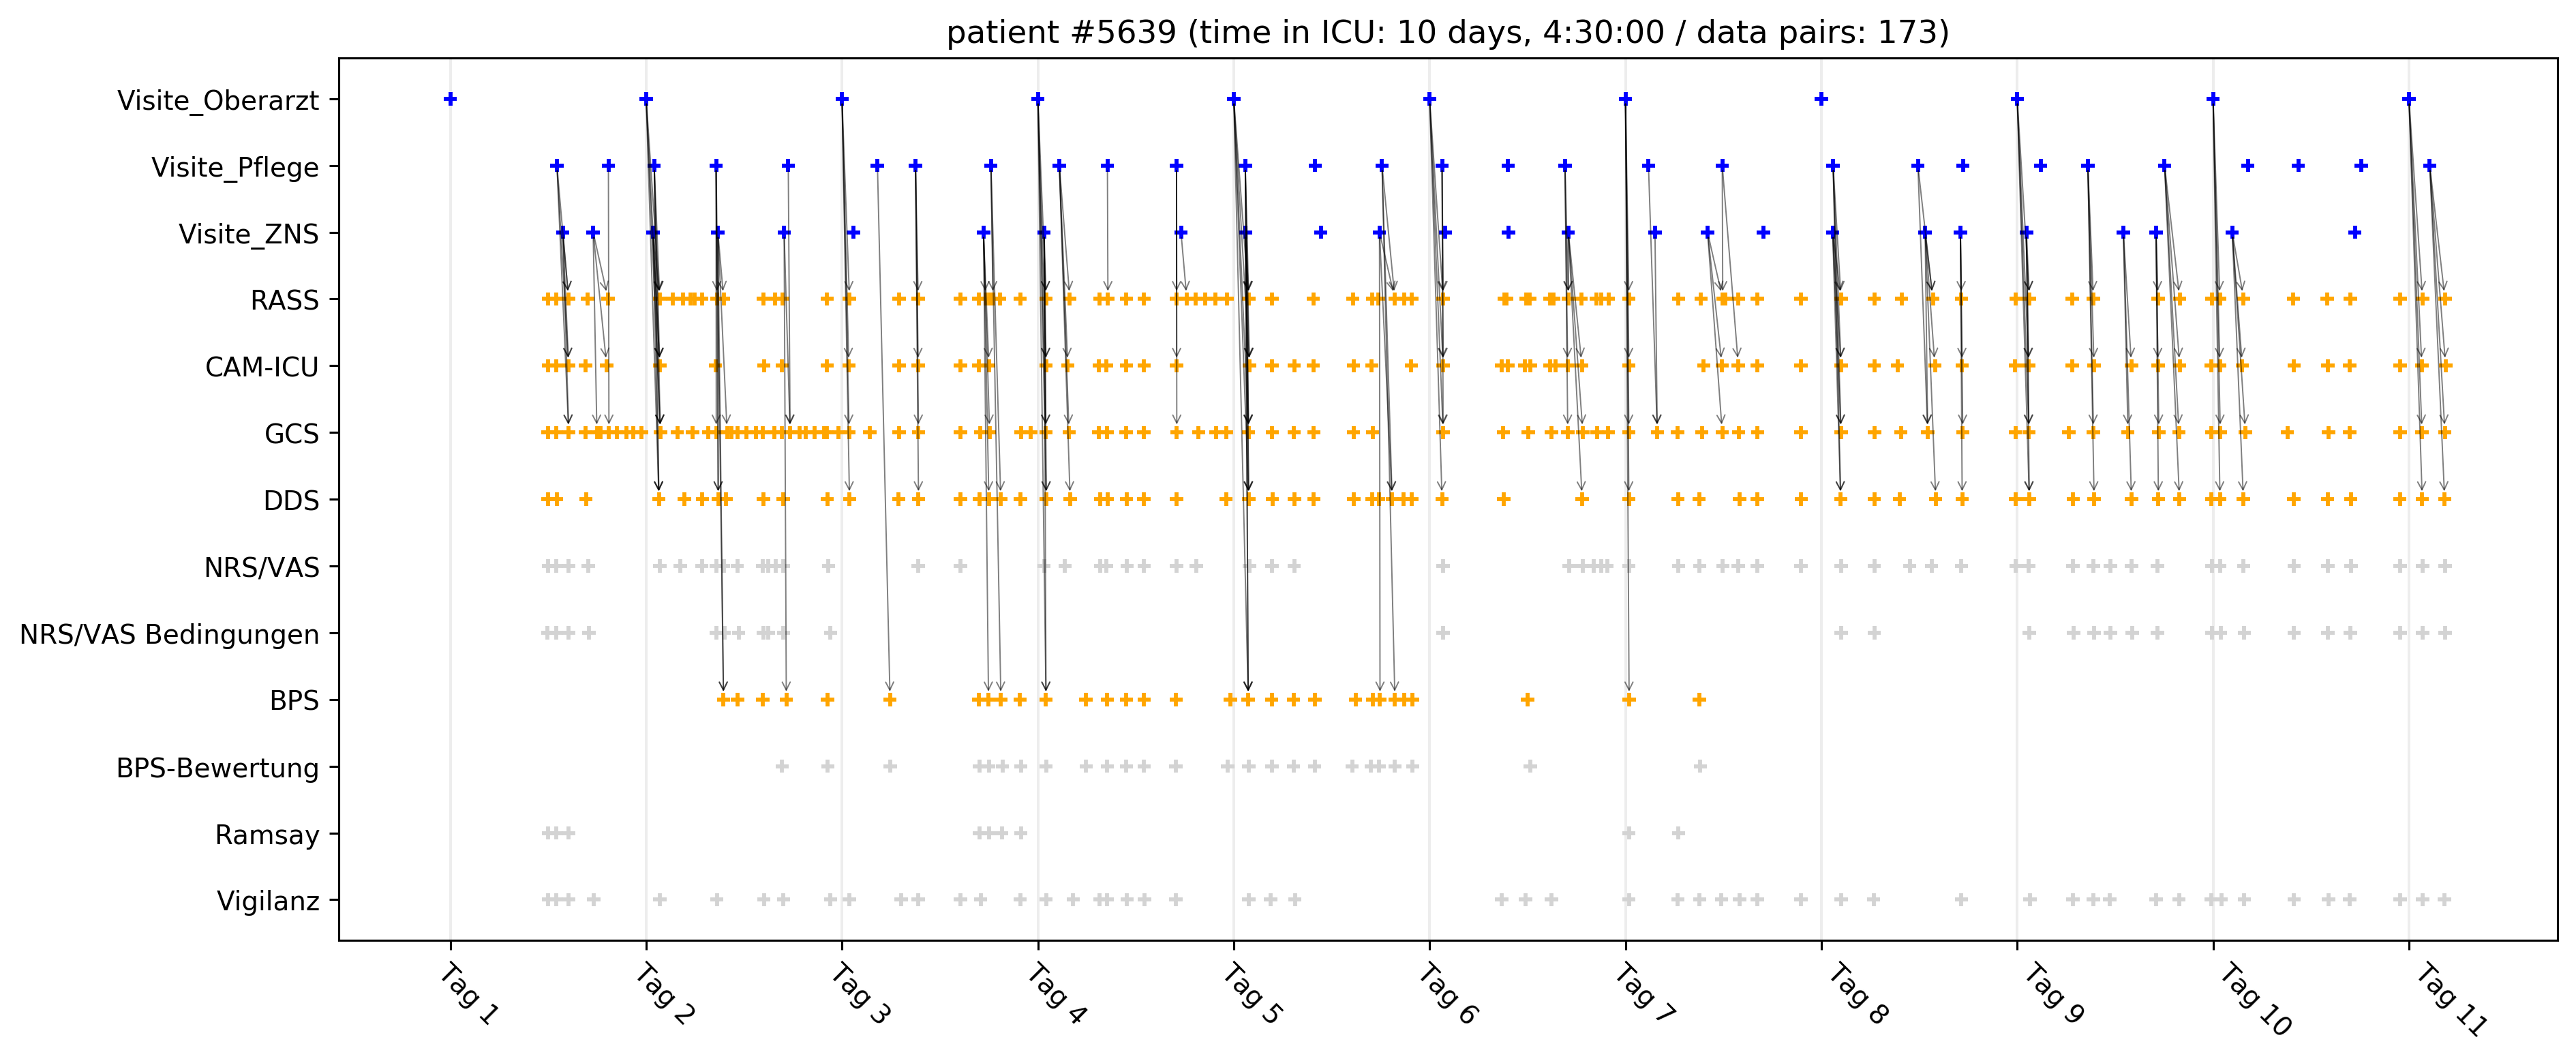 patient #5639 (time in ICU: 10 days, 4:30:00 / data pairs: 173)
Visite_Oberarzt
Visite_Pflege
Visite_ZNS
RASS
CAM-ICU
GCS
DDS
NRS/VAS
NRS/VAS Bedingungen
BPS
BPS-Bewertung
Ramsay
Vigilanz
Tag 1
Tag 2
Tag 3
Tag 4
Tag 5
Tag 6
Tag 7
Tag 8
Tag 9
Tag 10
Tag 11